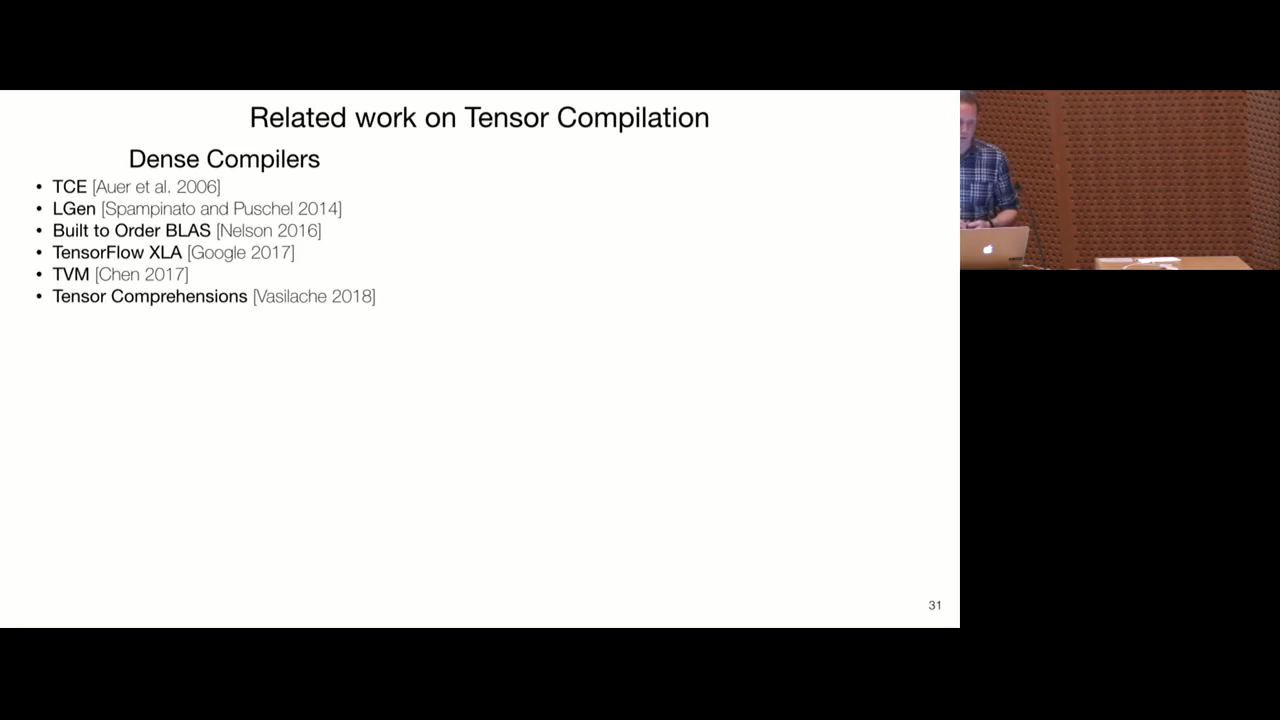 Related work on Tensor Compilation
Dense Compilers
• TCE [Auer et al. 2006]
• LGen [Spampinato and Puschel 2014]
• Built to Order BLAS [Nelson 2016]
• TensorFlow XLA [Google 2017]
• TVM [Chen 2017]
• Tensor Comprehensions [Vasilache 2018]
31